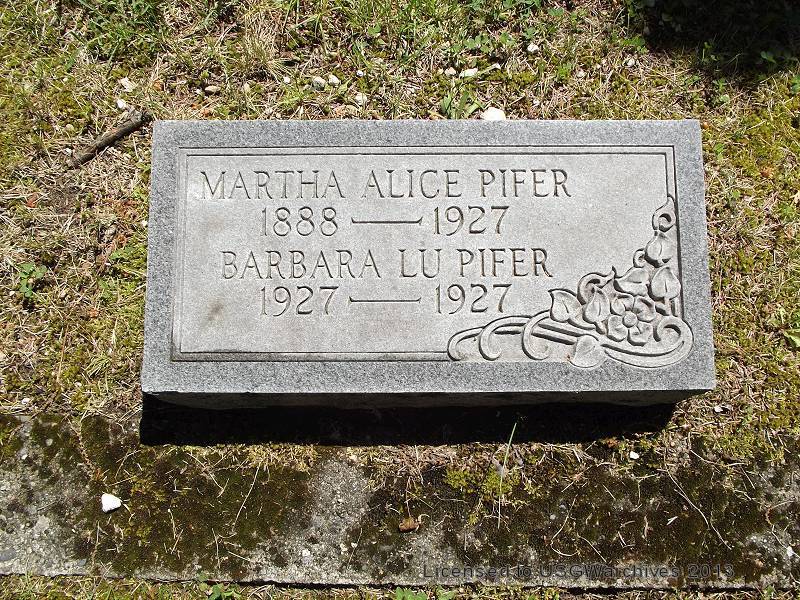 MARTHA ALICE PIFER
1888 — 1927
BARBARA LU PIFER
1927 — 1927
Licensed to USGWarchives 2013